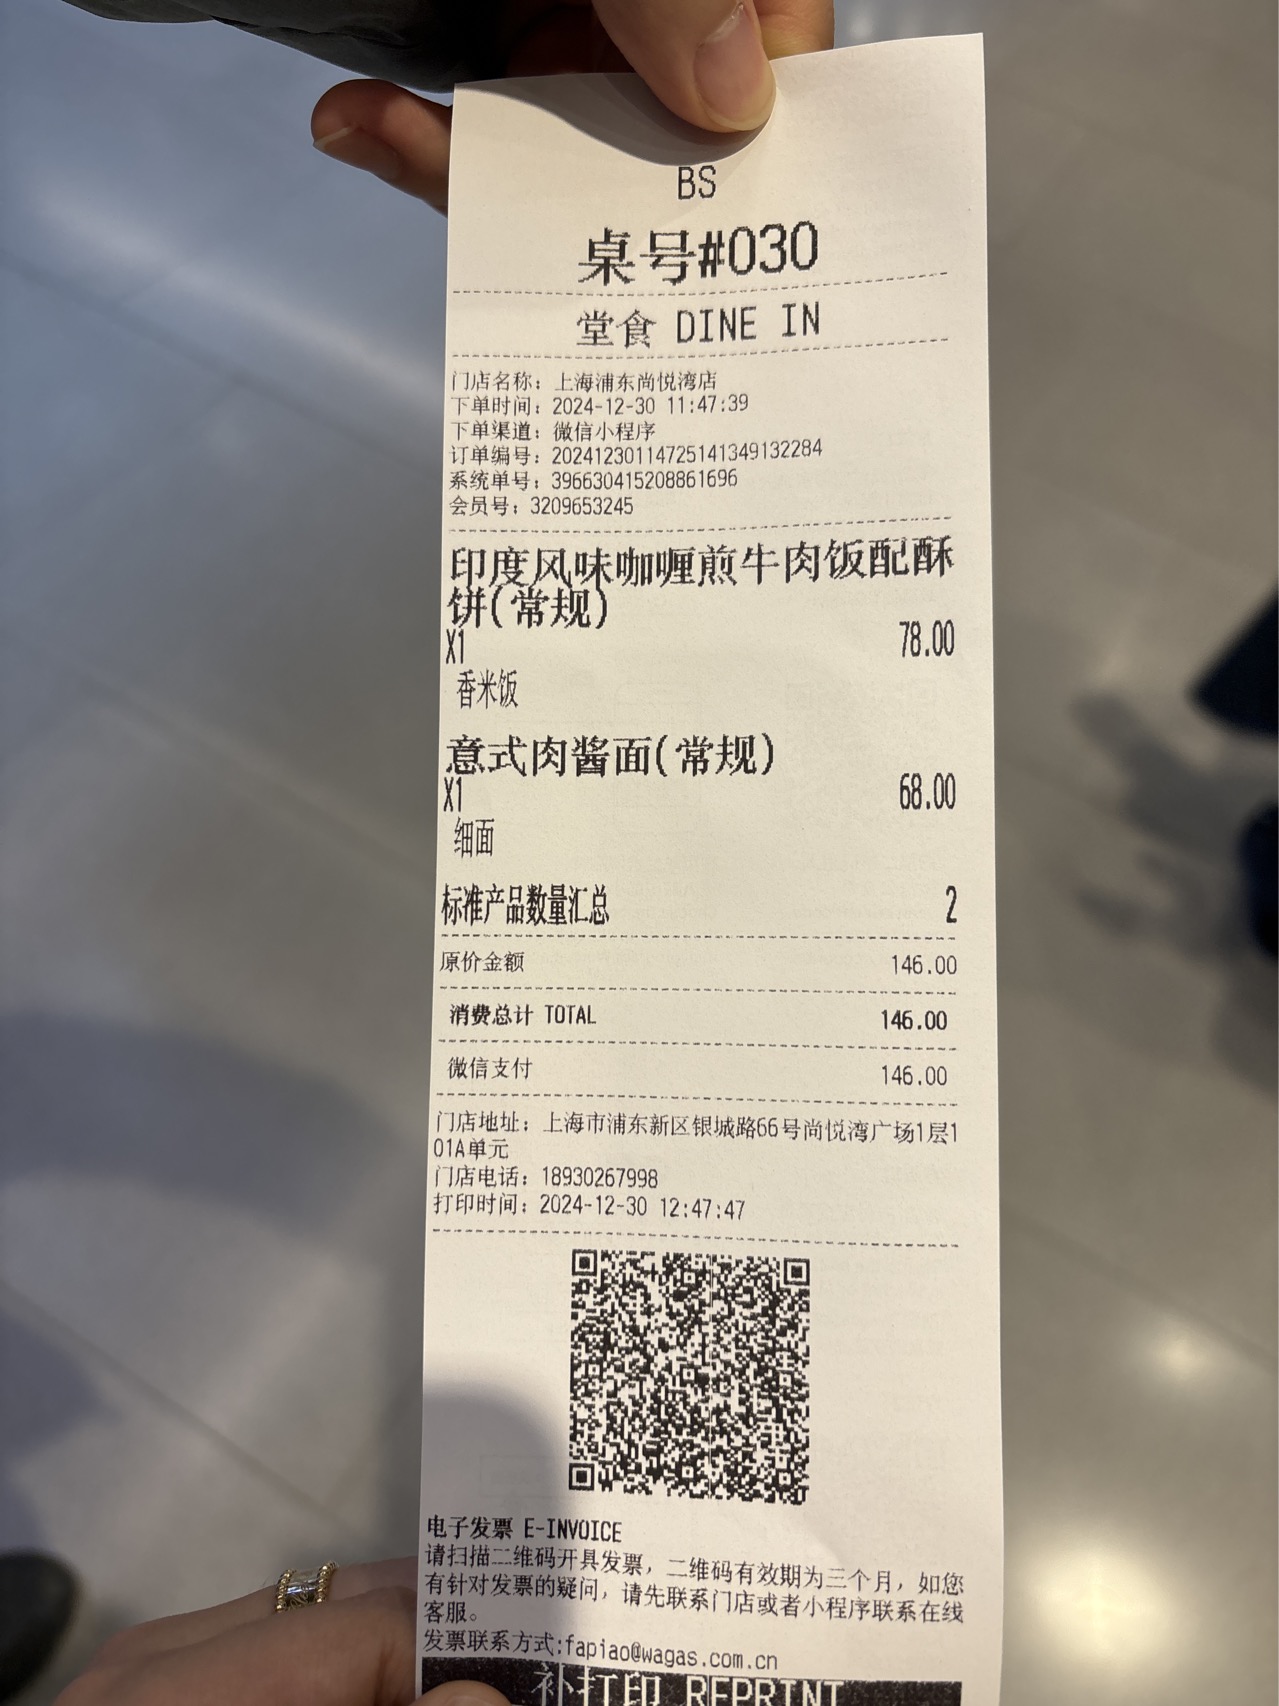 BS
桌号#030
堂食 DINE IN
门店名称：上海浦东尚悦湾店
下单时间：2024-12-30 11:47:39
下单渠道：微信小程序
订单编号：20241230114725141349132284
系统单号：396630415208861696
会员号：3209653245
印度风味咖喱煎牛肉饭配酥
饼(常规)
X1 78.00
香米饭
意式肉酱面(常规)
X1 68.00
细面
标准产品数量汇总 2
原价金额 146.00
消费总计 TOTAL 146.00
微信支付 146.00
门店地址：上海市浦东新区银城路66号尚悦湾广场1层1
01A单元
门店电话：18930267998
打印时间：2024-12-30 12:47:47
电子发票 E-INVOICE
请扫描二维码开具发票，二维码有效期为三个月，如您
有针对发票的疑问，请先联系门店或者小程序联系在线
客服。
发票联系方式:fapiao@wagas.com.cn
补打印 REPRINT